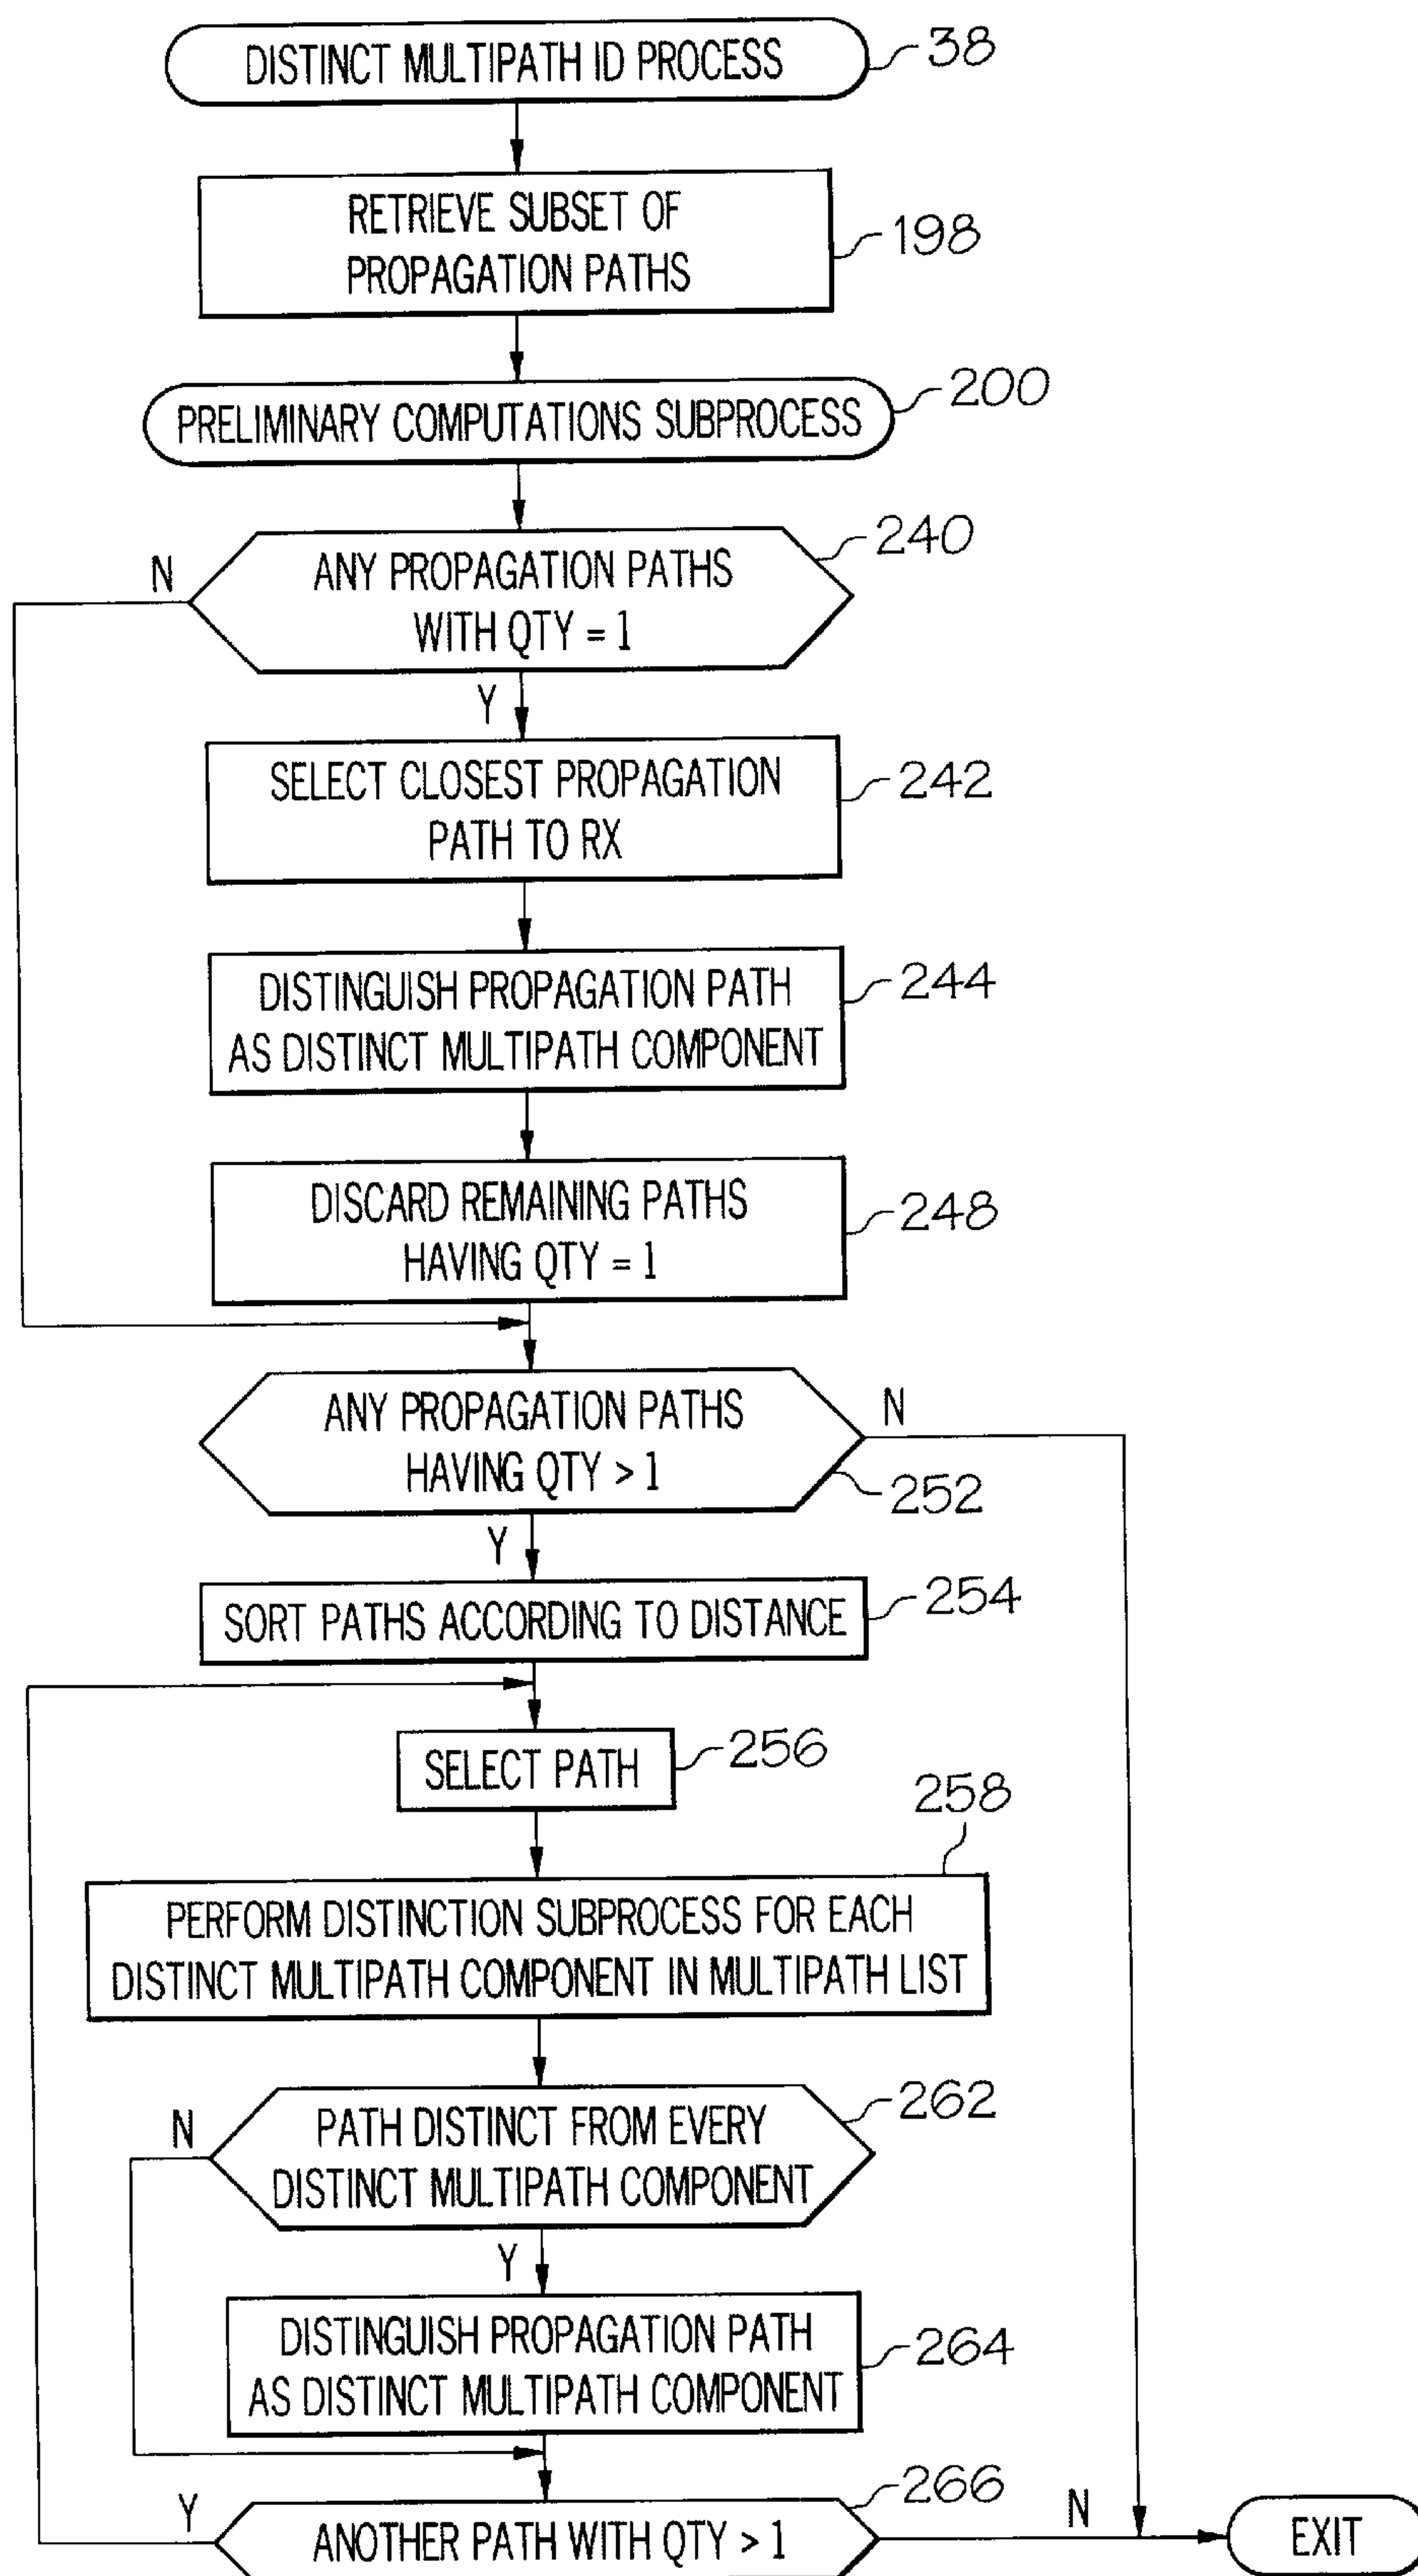 DISTINCT MULTIPATH ID PROCESS
38
RETRIEVE SUBSET OF
PROPAGATION PATHS
198
PRELIMINARY COMPUTATIONS SUBPROCESS
200
ANY PROPAGATION PATHS
WITH QTY = 1
240
N
Y
SELECT CLOSEST PROPAGATION
PATH TO RX
242
DISTINGUISH PROPAGATION PATH
AS DISTINCT MULTIPATH COMPONENT
244
DISCARD REMAINING PATHS
HAVING QTY = 1
248
ANY PROPAGATION PATHS
HAVING QTY > 1
N
252
Y
SORT PATHS ACCORDING TO DISTANCE
254
SELECT PATH
256
258
PERFORM DISTINCTION SUBPROCESS FOR EACH
DISTINCT MULTIPATH COMPONENT IN MULTIPATH LIST
N
PATH DISTINCT FROM EVERY
DISTINCT MULTIPATH COMPONENT
262
Y
DISTINGUISH PROPAGATION PATH
AS DISTINCT MULTIPATH COMPONENT
264
266
Y
ANOTHER PATH WITH QTY > 1
N
EXIT